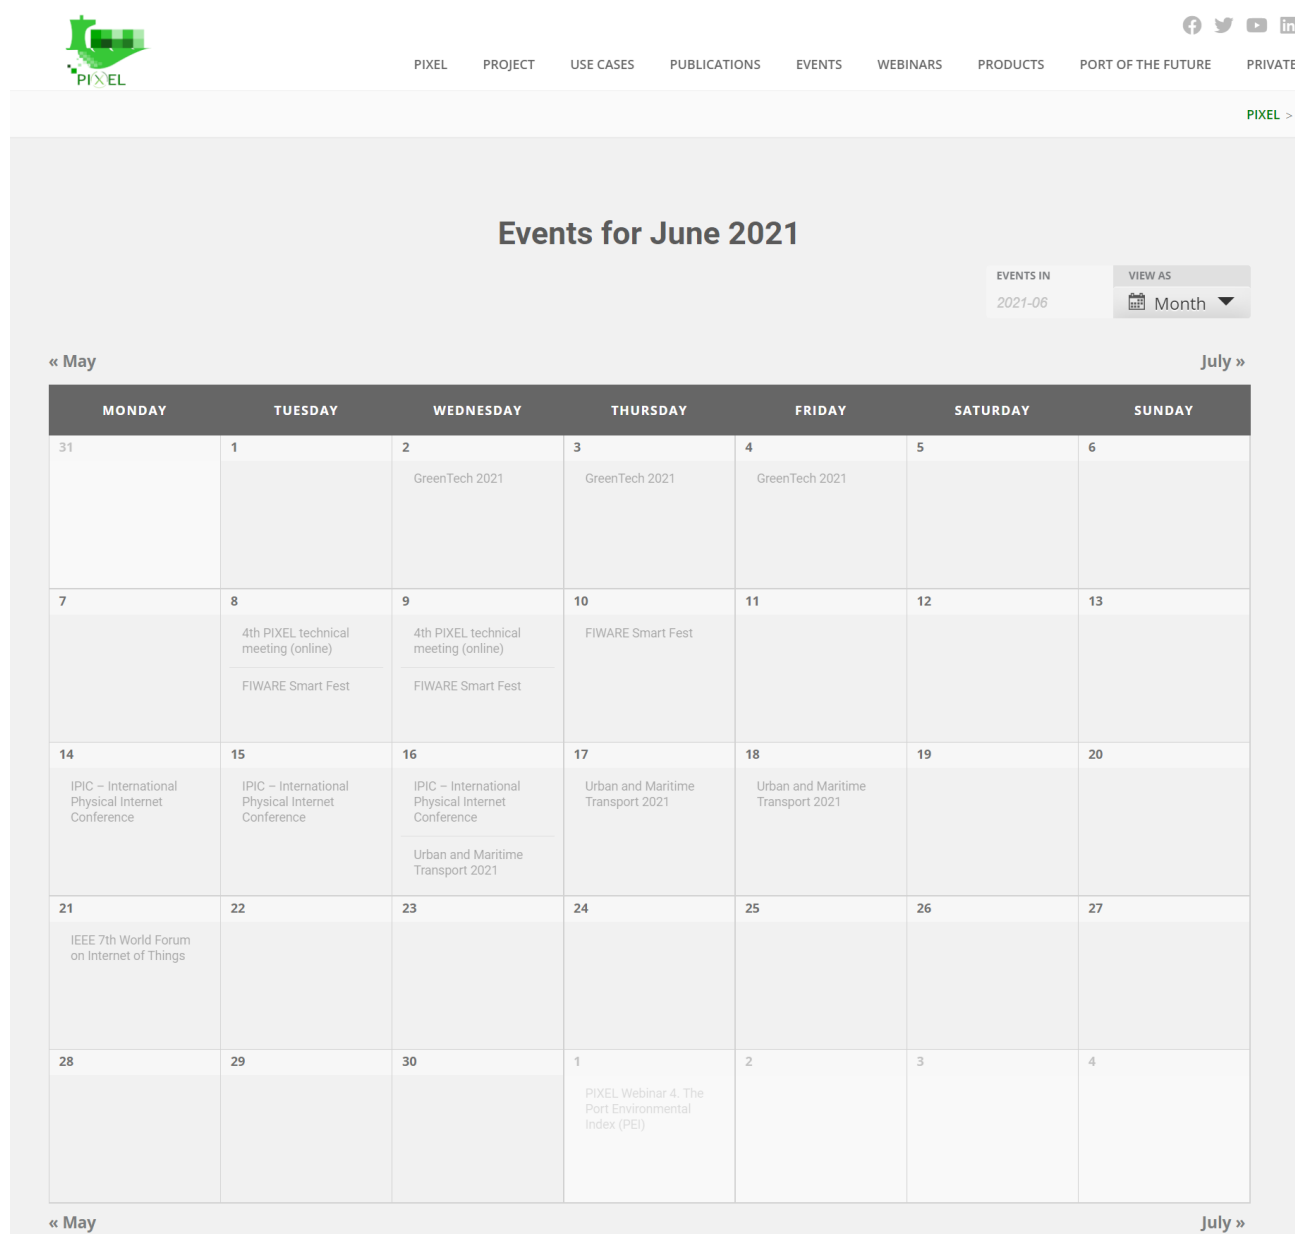 PIXEL
PIXEL PROJECT USE CASES PUBLICATIONS EVENTS WEBINARS PRODUCTS PORT OF THE FUTURE PRIVATE
PIXEL >
Events for June 2021
EVENTS IN VIEW AS
2021-06 Month
« May July »
MONDAY TUESDAY WEDNESDAY THURSDAY FRIDAY SATURDAY SUNDAY
31 1 2 3 4 5 6
GreenTech 2021 GreenTech 2021 GreenTech 2021
7 8 9 10 11 12 13
4th PIXEL technical 4th PIXEL technical FIWARE Smart Fest
meeting (online) meeting (online)
FIWARE Smart Fest FIWARE Smart Fest
14 15 16 17 18 19 20
IPIC – International IPIC – International IPIC – International Urban and Maritime Urban and Maritime
Physical Internet Physical Internet Physical Internet Transport 2021 Transport 2021
Conference Conference Conference
Urban and Maritime
Transport 2021
21 22 23 24 25 26 27
IEEE 7th World Forum
on Internet of Things
28 29 30 1 2 3 4
PIXEL Webinar 4. The
Port Environmental
Index (PEI)
« May July »